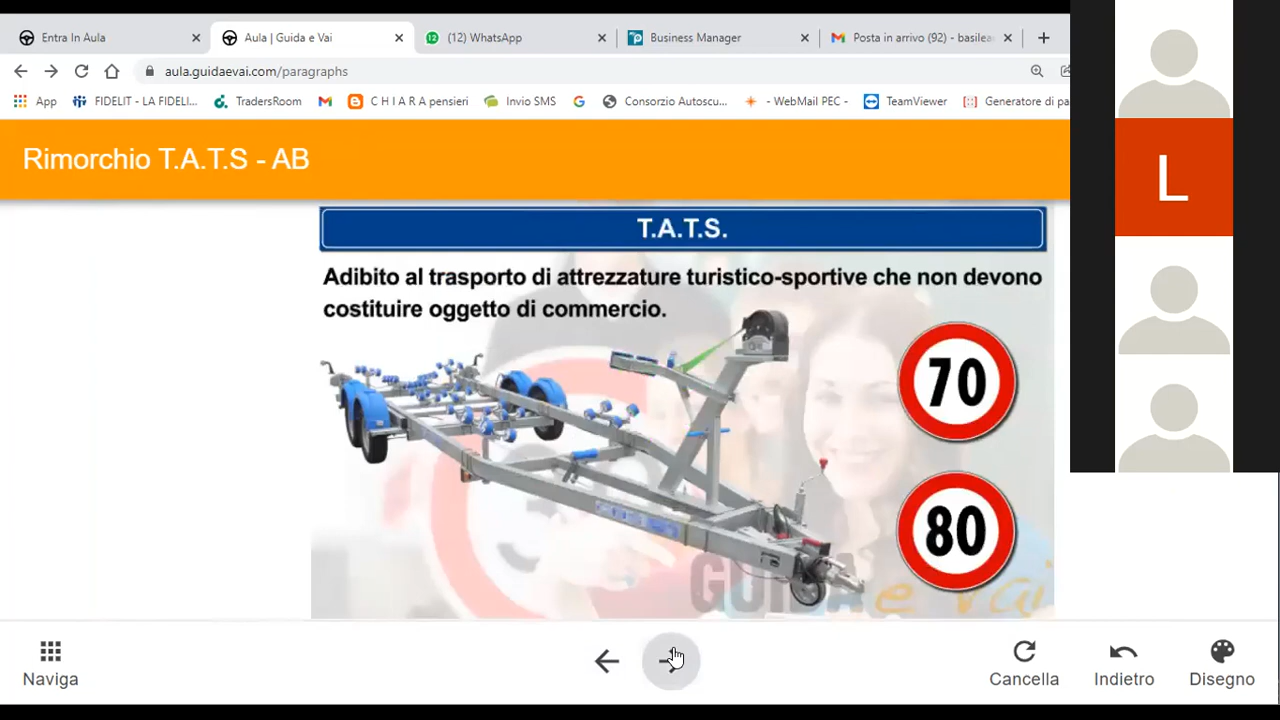 Entra In Aula
Aula | Guida e Vai
(12) WhatsApp
Business Manager
Posta in arrivo (92) - basilea
aula.guidaevai.com/paragraphs
App
FIDELIT - LA FIDELI...
TradersRoom
C H I A R A pensieri
Invio SMS
Consorzio Autoscu...
- WebMail PEC -
TeamViewer
Generatore di pa
Rimorchio T.A.T.S - AB
L
T.A.T.S.
Adibito al trasporto di attrezzature turistico-sportive che non devono
costituire oggetto di commercio.
70
80
GUIDA e vai
Naviga
Cancella
Indietro
Disegno